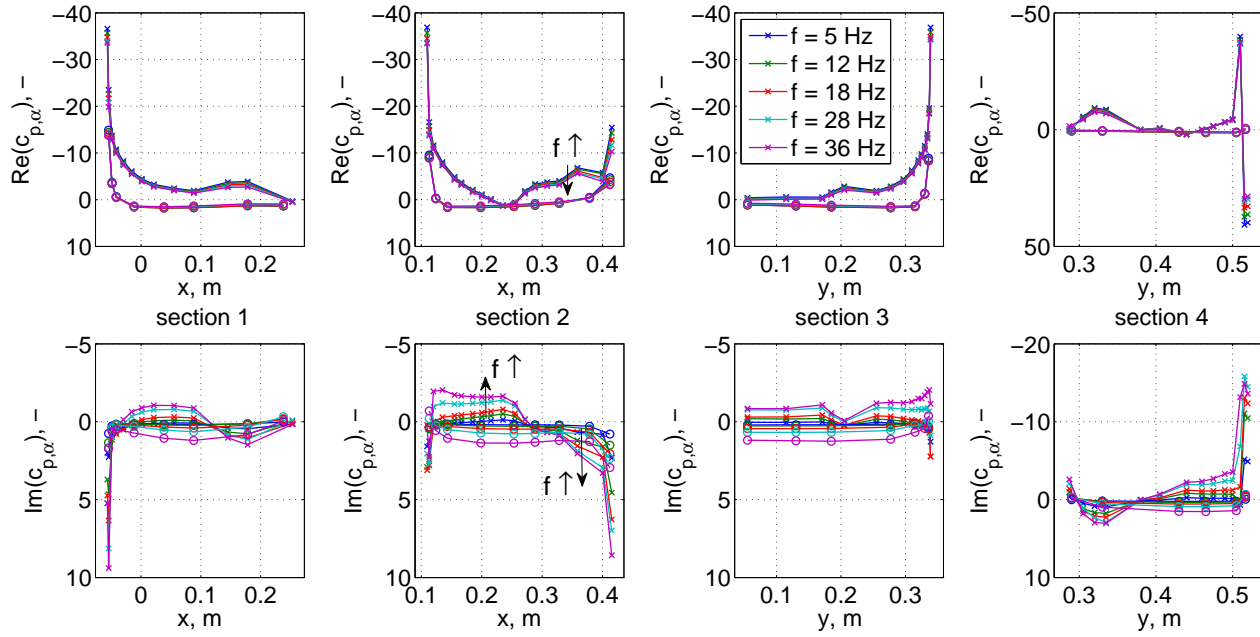 −40
−30
−20
−10
0
10
Re(c_{p,α}), −
0 0.1 0.2
x, m
−40
−30
−20
−10
0
10
Re(c_{p,α}), −
f ↑
0.1 0.2 0.3 0.4
x, m
−40
−30
−20
−10
0
10
Re(c_{p,α}), −
f = 5 Hz
f = 12 Hz
f = 18 Hz
f = 28 Hz
f = 36 Hz
0.1 0.2 0.3
y, m
−50
0
50
Re(c_{p,α}), −
0.3 0.4 0.5
y, m
section 1
−5
0
5
10
Im(c_{p,α}), −
0 0.1 0.2
x, m
section 2
−5
0
5
10
Im(c_{p,α}), −
f ↑
f ↑
0.1 0.2 0.3 0.4
x, m
section 3
−5
0
5
10
Im(c_{p,α}), −
0.1 0.2 0.3
y, m
section 4
−20
−10
0
10
Im(c_{p,α}), −
0.3 0.4 0.5
y, m